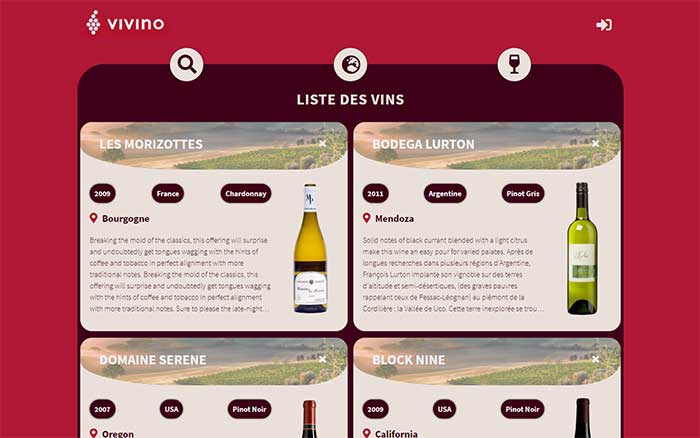 vivino
LISTE DES VINS
LES MORIZOTTES
2009
France
Chardonnay
Bourgogne
Breaking the mold of the classics, this offering will surprise
and undoubtedly get tongues wagging with the hints of
coffee and tobacco in perfect alignment with more
traditional notes. Breaking the mold of the classics, this
offering will surprise and undoubtedly get tongues wagging
with the hints of coffee and tobacco in perfect alignment
with more traditional notes. Sure to please the late-night…
BODEGA LURTON
2011
Argentine
Pinot Gris
Mendoza
Solid notes of black currant blended with a light citrus
make this wine an easy pour for varied palates. Après de
longues recherches dans plusieurs régions d'Argentine,
François Lurton implante son vignoble sur des terres
d'altitude et semi-désertiques, (des graves pauvres
rappelant ceux de Pessac-Léognan) au piémont de la
Cordillère : la Vallée de Uco. Cette terre inexplorée se trou…
DOMAINE SERENE
2007
USA
Pinot Noir
Oregon
BLOCK NINE
2009
USA
Pinot Noir
California